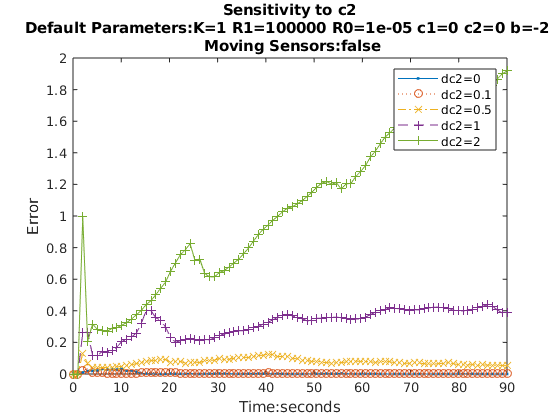 Sensitivity to c2
Default Parameters:K=1 R1=100000 R0=1e-05 c1=0 c2=0 b=-2
Moving Sensors:false
2
1.8
1.6
1.4
1.2
1
0.8
0.6
0.4
0.2
0
Error
dc2=0
dc2=0.1
dc2=0.5
dc2=1
dc2=2
0 10 20 30 40 50 60 70 80 90
Time:seconds